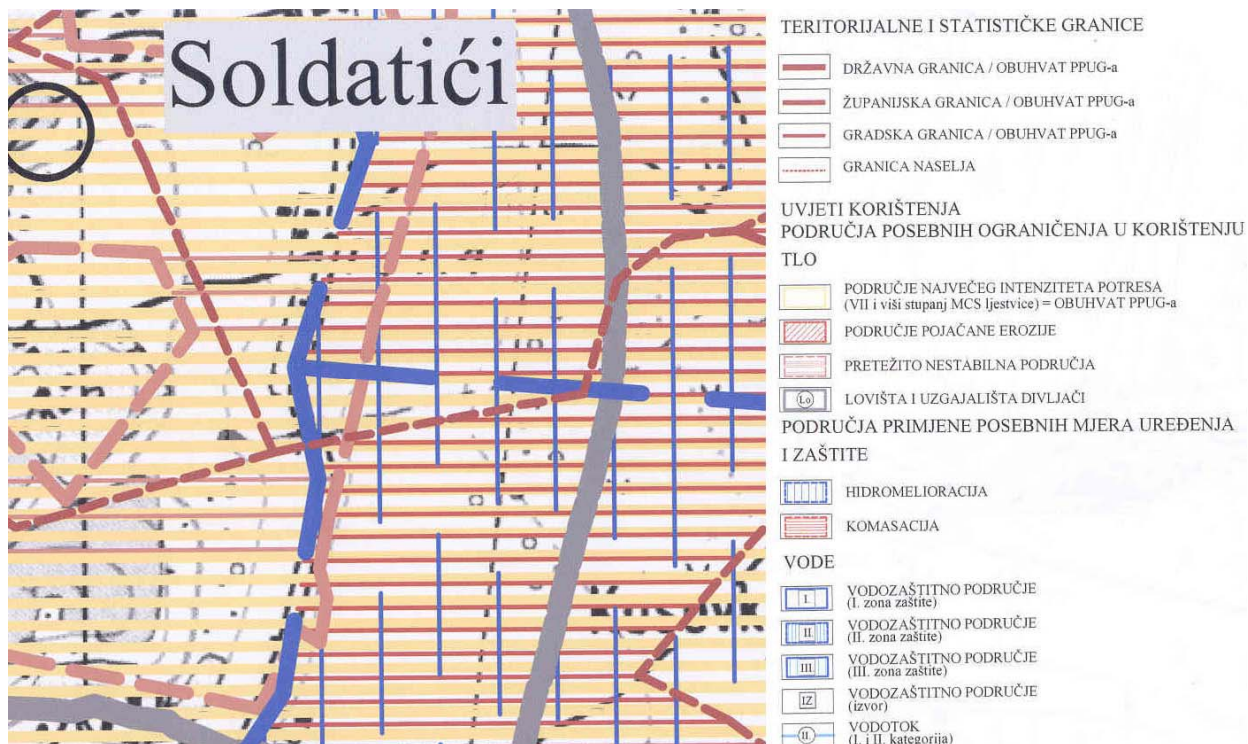 Soldatići
TERITORIJALNE I STATISTIČKE GRANICE
DRŽAVNA GRANICA / OBUHVAT PPUG-a
ŽUPANIJSKA GRANICA / OBUHVAT PPUG-a
GRADSKA GRANICA / OBUHVAT PPUG-a
GRANICA NASELJA
UVJETI KORIŠTENJA
PODRUČJA POSEBNIH OGRANIČENJA U KORIŠTENJU
TLO
PODRUČJE NAJVEĆEG INTENZITETA POTRESA
(VII i viši stupanj MCS ljestvice) = OBUHVAT PPUG-a
PODRUČJE POJAČANE EROZIJE
PRETEŽITO NESTABILNA PODRUČJA
Lo LOVIŠTA I UZGAJALIŠTA DIVLJAČI
PODRUČJA PRIMJENE POSEBNIH MJERA UREĐENJA
I ZAŠTITE
HIDROMELIORACIJA
KOMASACIJA
VODE
I. VODOZAŠTITNO PODRUČJE
(I. zona zaštite)
II. VODOZAŠTITNO PODRUČJE
(II. zona zaštite)
III. VODOZAŠTITNO PODRUČJE
(III. zona zaštite)
IZ VODOZAŠTITNO PODRUČJE
(izvor)
II. VODOTOK
(I. i II. kategorija)